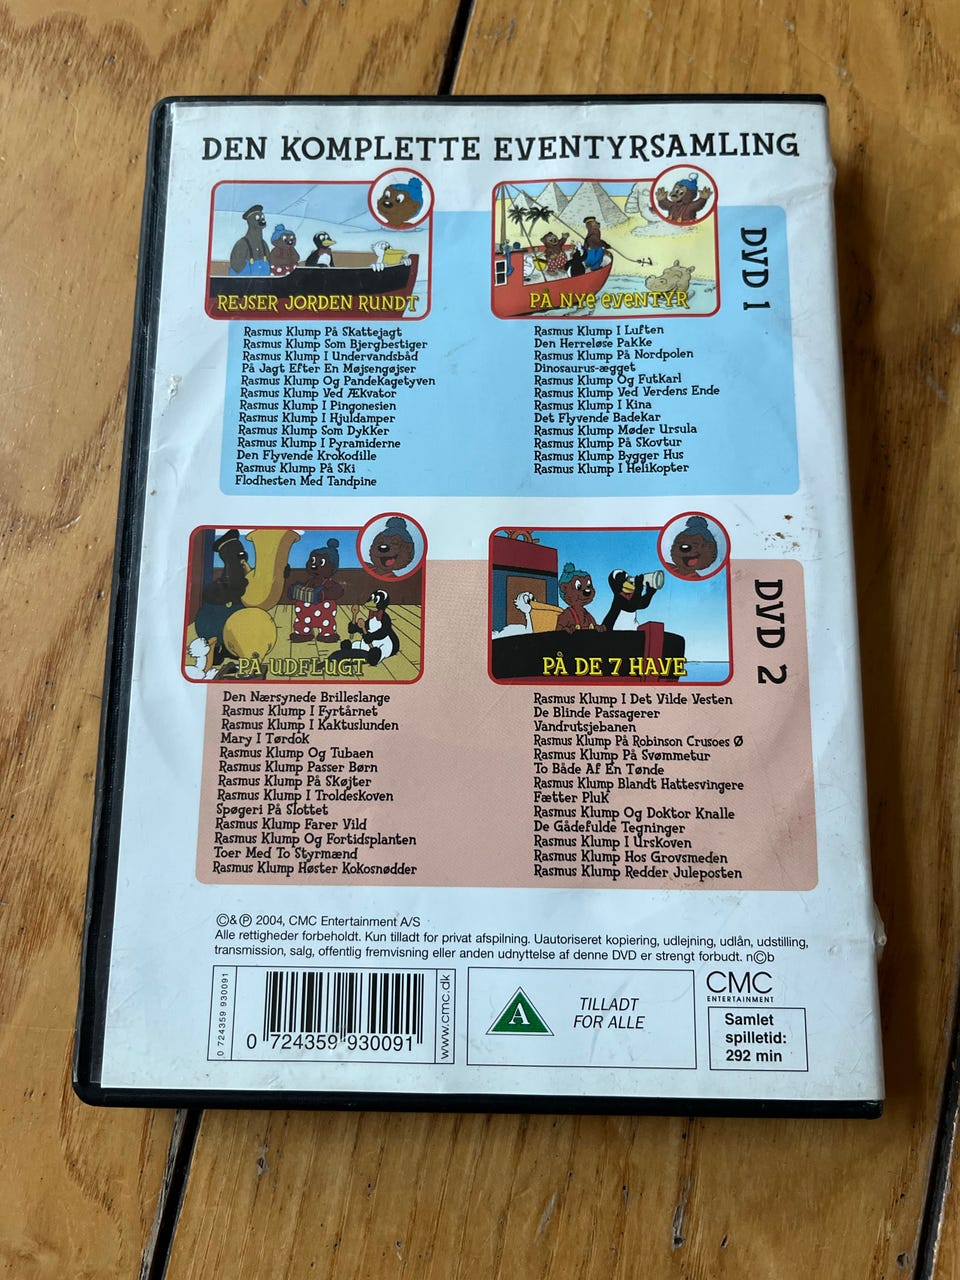 DEN KOMPLETTE EVENTYRSAMLING
DVD 1
REJSER JORDEN RUNDT
Rasmus Klump På Skattejagt
Rasmus Klump Som Bjergbestiger
Rasmus Klump I Undervandsbåd
På Jagt Efter En Møjsengøjser
Rasmus Klump Og Pandekagetyven
Rasmus Klump Ved Ækvator
Rasmus Klump I Pingonesien
Rasmus Klump I Hjuldamper
Rasmus Klump Som Dykker
Rasmus Klump I Pyramiderne
Den Flyvende Krokodille
Rasmus Klump På Ski
Flodhesten Med Tandpine
PÅ NYE EVENTYR
Rasmus Klump I Luften
Den Herreløse Pakke
Rasmus Klump På Nordpolen
Dinosaurus-ægget
Rasmus Klump Og Futkarl
Rasmus Klump Ved Verdens Ende
Rasmus Klump I Kina
Det Flyvende Badekar
Rasmus Klump Møder Ursula
Rasmus Klump På Skovtur
Rasmus Klump Bygger Hus
Rasmus Klump I Helikopter
DVD 2
PÅ UDFLUGT
Den Nærsynede Brilleslange
Rasmus Klump I Fyrtårnet
Rasmus Klump I Kaktuslunden
Mary I Tørdok
Rasmus Klump Og Tubaen
Rasmus Klump Passer Børn
Rasmus Klump På Skøjter
Rasmus Klump I Troldeskoven
Spøgeri På Slottet
Rasmus Klump Farer Vild
Rasmus Klump Og Fortidsplanten
Toer Med To Styrmænd
Rasmus Klump Høster Kokosnødder
PÅ DE 7 HAVE
Rasmus Klump I Det Vilde Vesten
De Blinde Passagerer
Vandrutsjebanen
Rasmus Klump På Robinson Crusoes Ø
Rasmus Klump På Svømmetur
To Både Af En Tønde
Rasmus Klump Blandt Hattesvingere
Fætter Pluk
Rasmus Klump Og Doktor Knalle
De Gådefulde Tegninger
Rasmus Klump I Urskoven
Rasmus Klump Hos Grovsmeden
Rasmus Klump Redder Juleposten
©&℗ 2004, CMC Entertainment A/S
Alle rettigheder forbeholdt. Kun tilladt for privat afspilning. Uautoriseret kopiering, udlejning, udlån, udstilling,
transmission, salg, offentlig fremvisning eller anden udnyttelse af denne DVD er strengt forbudt. n©b
0 724359 930091
0 724359 930091
www.cmc.dk
A
TILLADT
FOR ALLE
CMC
ENTERTAINMENT
Samlet
spilletid:
292 min